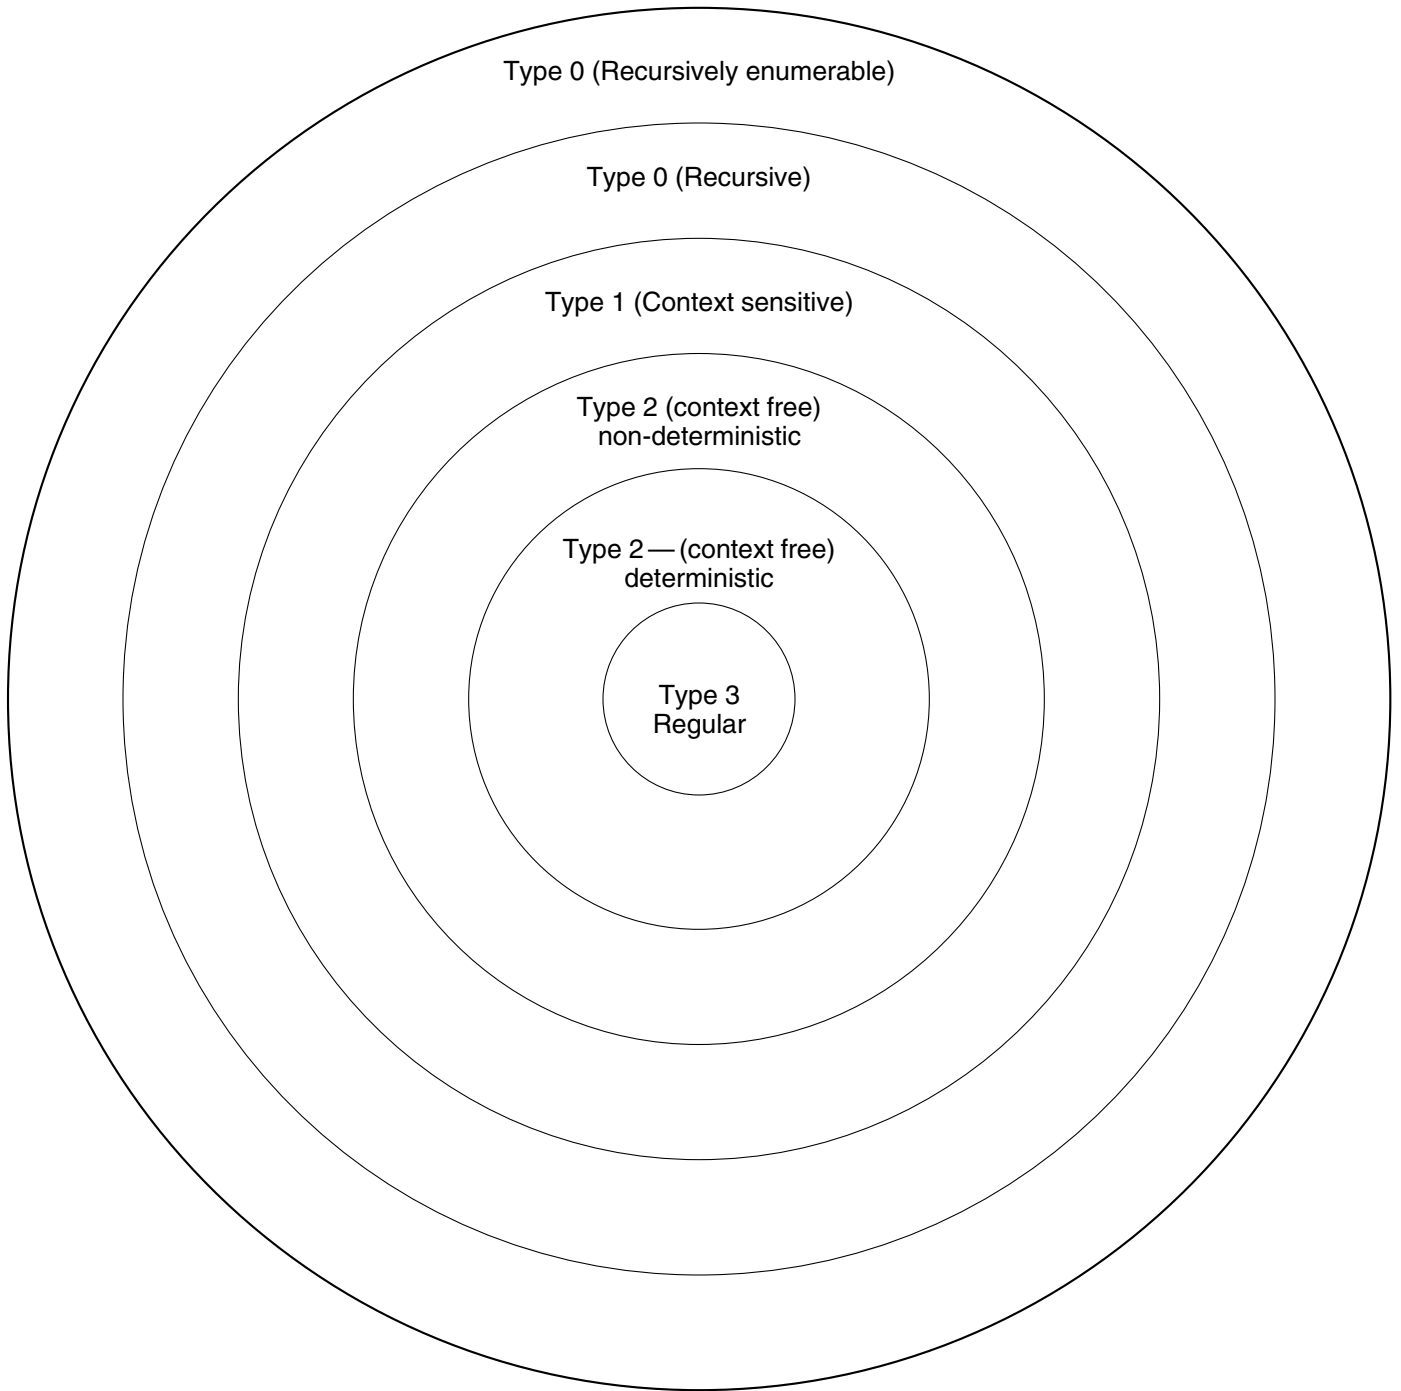 Type 0 (Recursively enumerable)
Type 0 (Recursive)
Type 1 (Context sensitive)
Type 2 (context free)
non-deterministic
Type 2 — (context free)
deterministic
Type 3
Regular